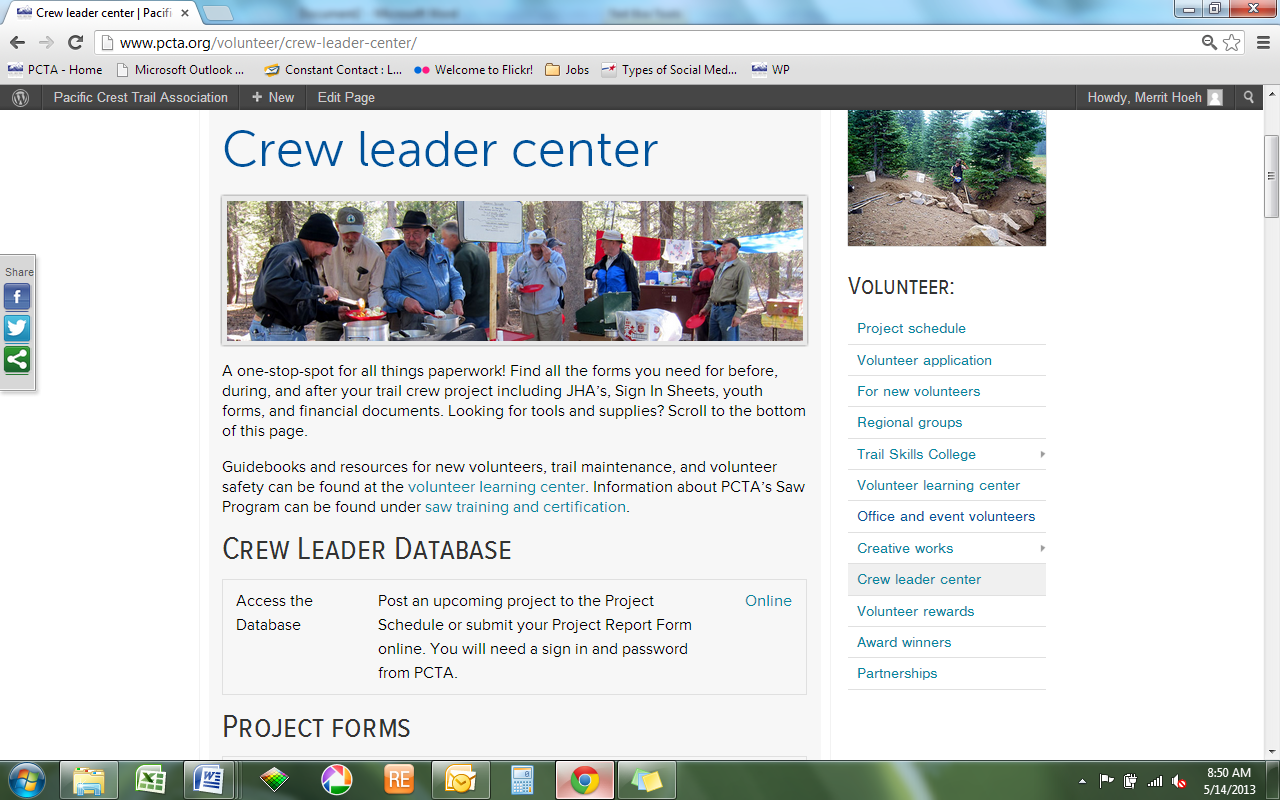 Crew leader center | Pacifi
www.pcta.org/volunteer/crew-leader-center/
PCTA - Home
Microsoft Outlook ...
Constant Contact : L...
Welcome to Flickr!
Jobs
Types of Social Med...
WP
Pacific Crest Trail Association
+ New
Edit Page
Howdy, Merrit Hoeh
Crew leader center
Share
A one-stop-spot for all things paperwork! Find all the forms you need for before,
during, and after your trail crew project including JHA's, Sign In Sheets, youth
forms, and financial documents. Looking for tools and supplies? Scroll to the bottom
of this page.
Guidebooks and resources for new volunteers, trail maintenance, and volunteer
safety can be found at the volunteer learning center. Information about PCTA's Saw
Program can be found under saw training and certification.
Crew Leader Database
Access the
Database
Post an upcoming project to the Project
Schedule or submit your Project Report Form
online. You will need a sign in and password
from PCTA.
Online
Project forms
Volunteer:
Project schedule
Volunteer application
For new volunteers
Regional groups
Trail Skills College
Volunteer learning center
Office and event volunteers
Creative works
Crew leader center
Volunteer rewards
Award winners
Partnerships
RE
8:50 AM
5/14/2013